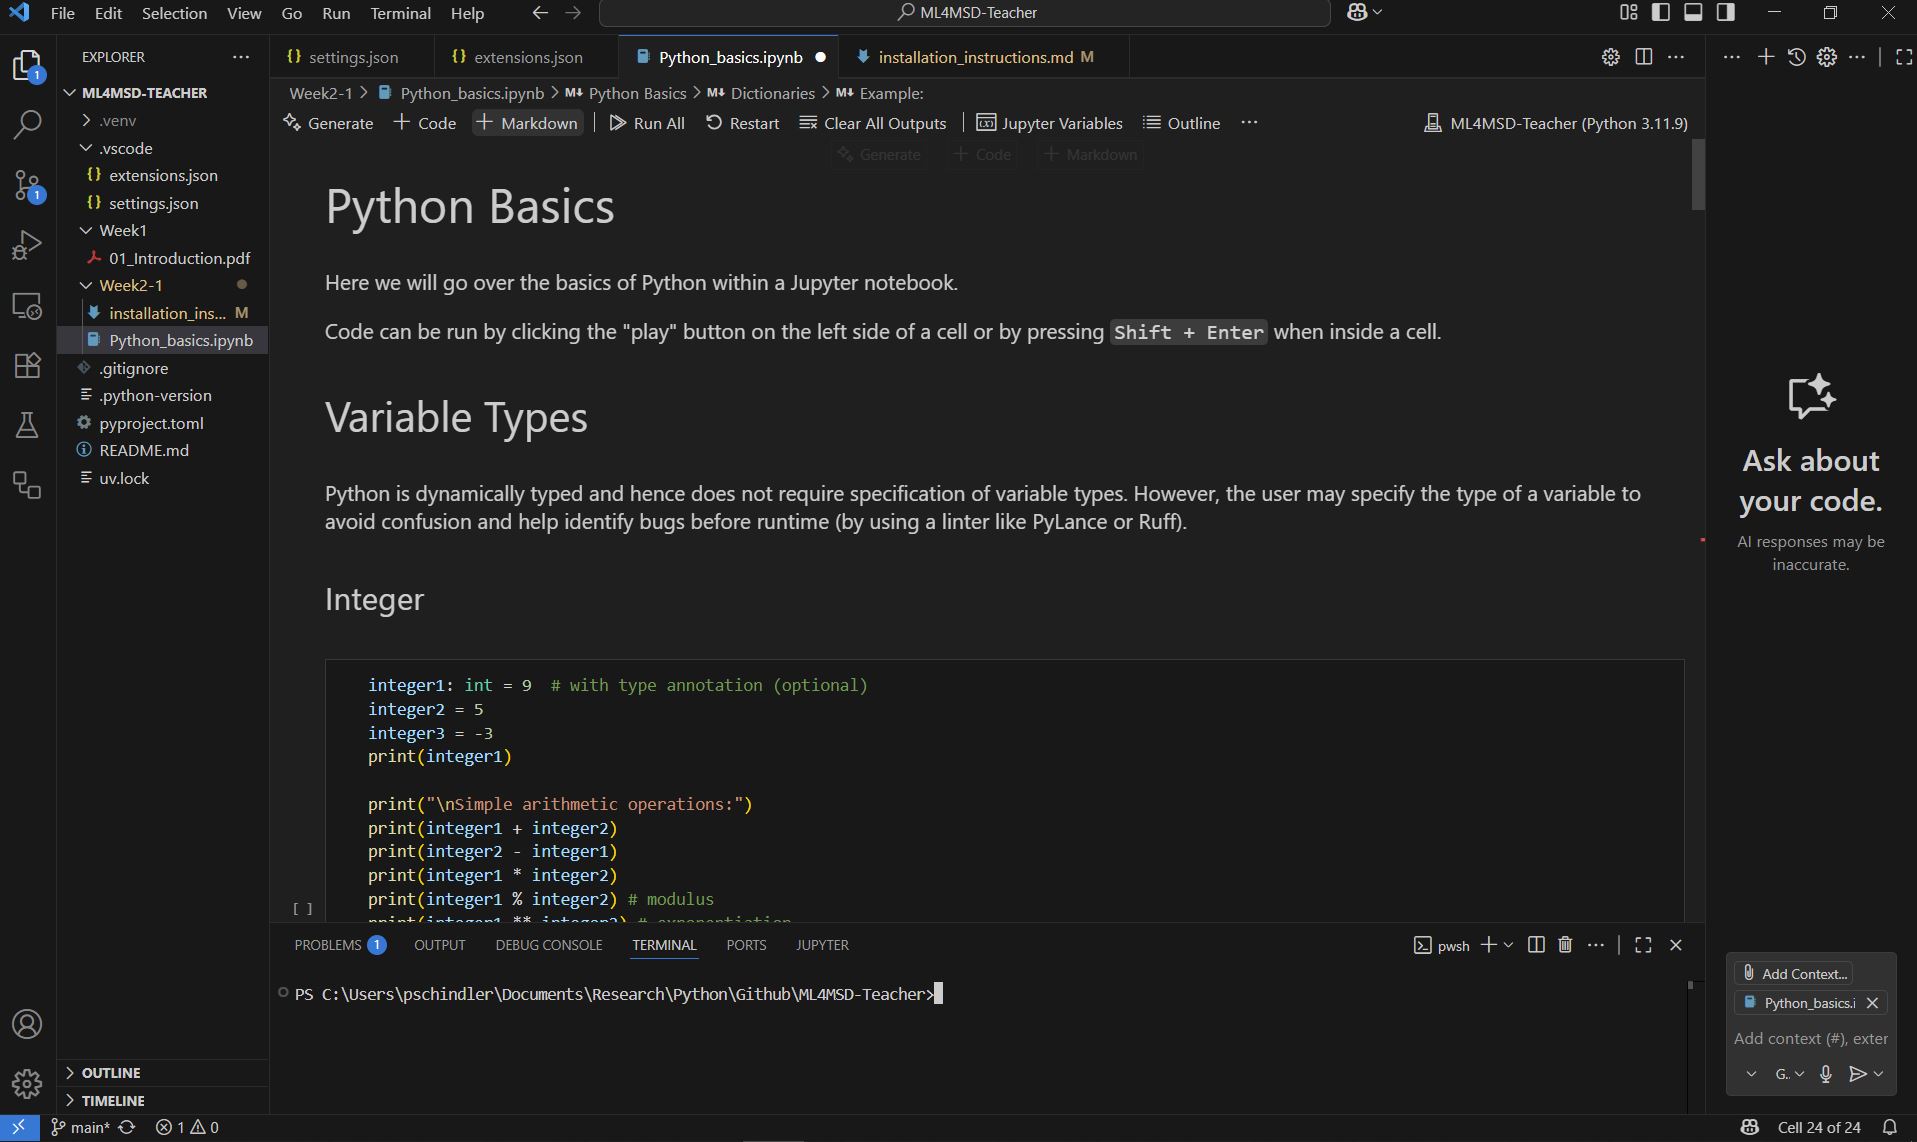 File Edit Selection View Go Run Terminal Help
ML4MSD-Teacher
EXPLORER
ML4MSD-TEACHER
.venv
.vscode
extensions.json
settings.json
Week1
01_Introduction.pdf
Week2-1
installation_ins... M
Python_basics.ipynb
.gitignore
.python-version
pyproject.toml
README.md
uv.lock
OUTLINE
TIMELINE
settings.json extensions.json Python_basics.ipynb installation_instructions.md M
Week2-1 > Python_basics.ipynb > M↓ Python Basics > M↓ Dictionaries > M↓ Example:
Generate + Code + Markdown Run All Restart Clear All Outputs Jupyter Variables Outline ... ML4MSD-Teacher (Python 3.11.9)
Generate + Code + Markdown
Python Basics
Here we will go over the basics of Python within a Jupyter notebook.
Code can be run by clicking the "play" button on the left side of a cell or by pressing Shift + Enter when inside a cell.
Variable Types
Python is dynamically typed and hence does not require specification of variable types. However, the user may specify the type of a variable to
avoid confusion and help identify bugs before runtime (by using a linter like PyLance or Ruff).
Integer
integer1: int = 9  # with type annotation (optional)
integer2 = 5
integer3 = -3
print(integer1)
print("\nSimple arithmetic operations:")
print(integer1 + integer2)
print(integer2 - integer1)
print(integer1 * integer2)
print(integer1 % integer2) # modulus
print(integer1 ** integer2) # exponentiation
[ ]
PROBLEMS 1 OUTPUT DEBUG CONSOLE TERMINAL PORTS JUPYTER
pwsh
PS C:\Users\pschindler\Documents\Research\Python\Github\ML4MSD-Teacher>
Ask about
your code.
AI responses may be
inaccurate.
Add Context...
Python_basics.i
Add context (#), exter
G..
main* 1 0
Cell 24 of 24
1
1